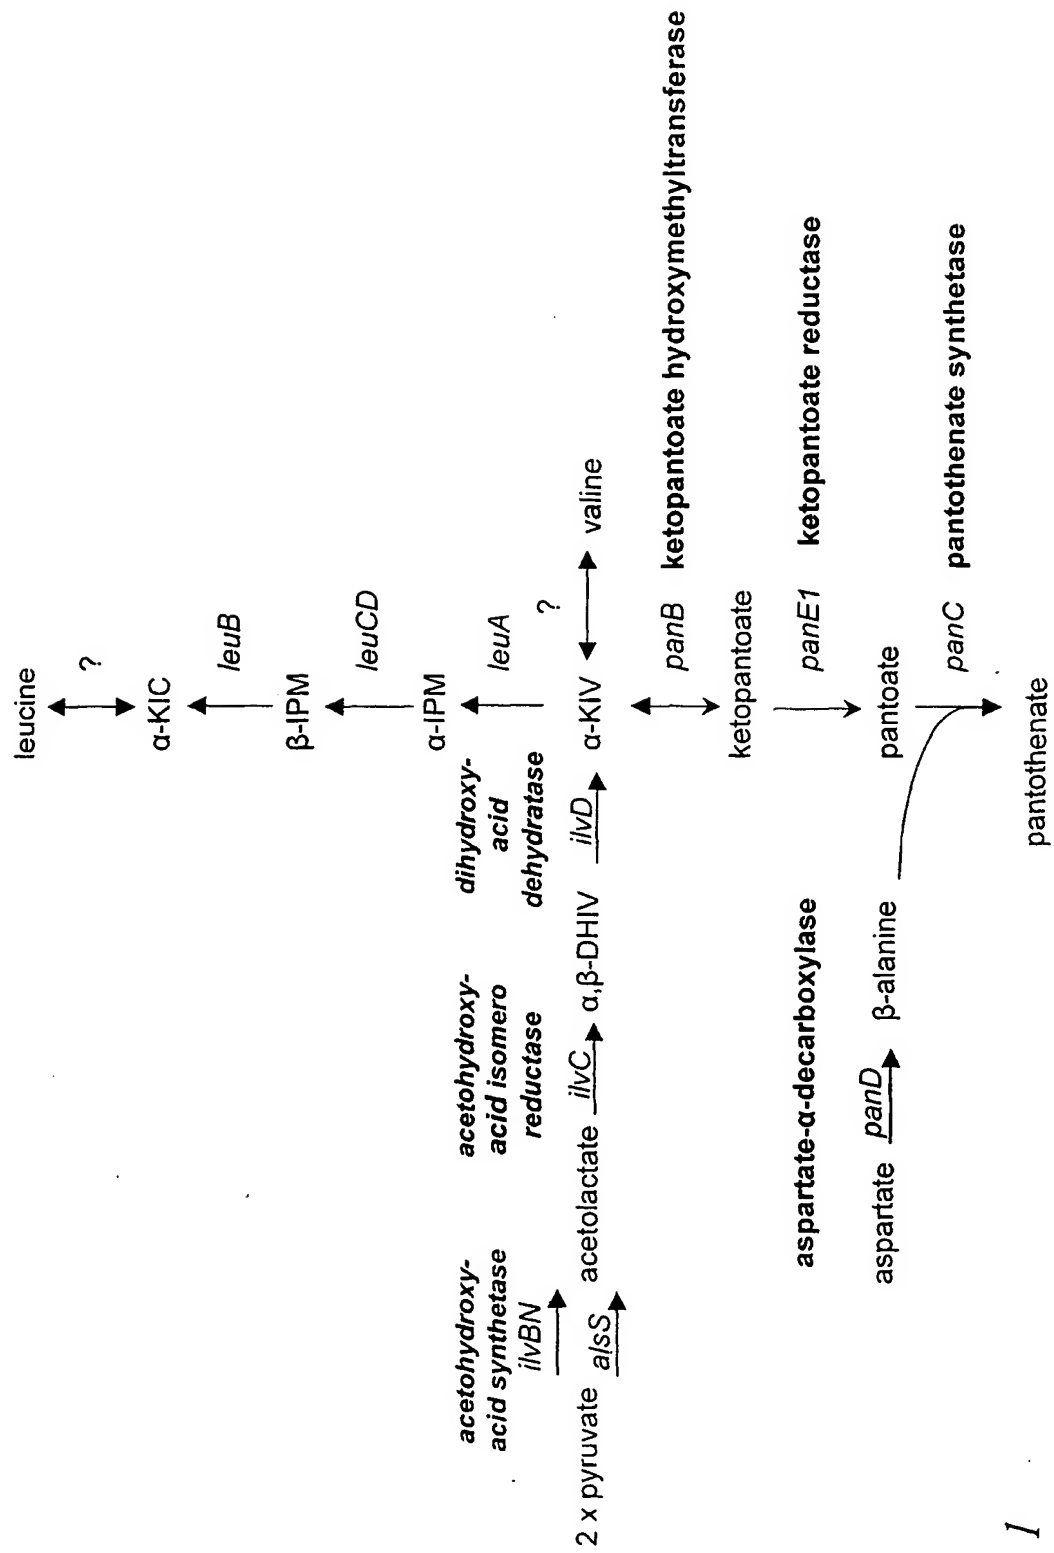 leucine
?
α-KIC
leuB
β-IPM
leuCD
α-IPM
leuA
acetohydroxy-
acid synthetase
ilvBN
acetohydroxy-
acid isomero
reductase
dihydroxy-
acid
dehydratase
2 x pyruvate
alsS
acetolactate
ilvC
α,β-DHIV
ilvD
α-KIV
?
valine
panB
ketopantoate hydroxymethyltransferase
ketopantoate
aspartate-α-decarboxylase
panE1
ketopantoate reductase
aspartate
panD
β-alanine
pantoate
panC
pantothenate synthetase
pantothenate
1